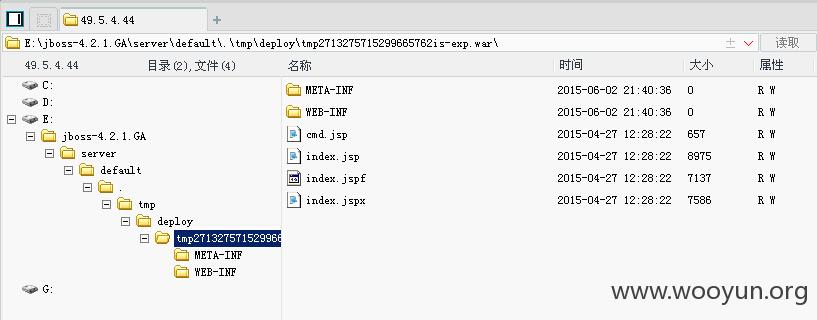 49.5.4.44
E:\jboss-4.2.1.GA\server\default\.\tmp\deploy\tmp2713275715299665762is-exp.war\ 读取
49.5.4.44 目录(2),文件(4) 名称 时间 大小 属性
C:
D:
E:
jboss-4.2.1.GA
server
default
.
tmp
deploy
tmp27132757152996
META-INF
WEB-INF
G:
META-INF 2015-06-02 21:40:36 0 R W
WEB-INF 2015-06-02 21:40:36 0 R W
cmd.jsp 2015-04-27 12:28:22 657 R W
index.jsp 2015-04-27 12:28:22 8975 R W
index.jspf 2015-04-27 12:28:22 7137 R W
index.jspx 2015-04-27 12:28:22 7586 R W
www.wooyun.org